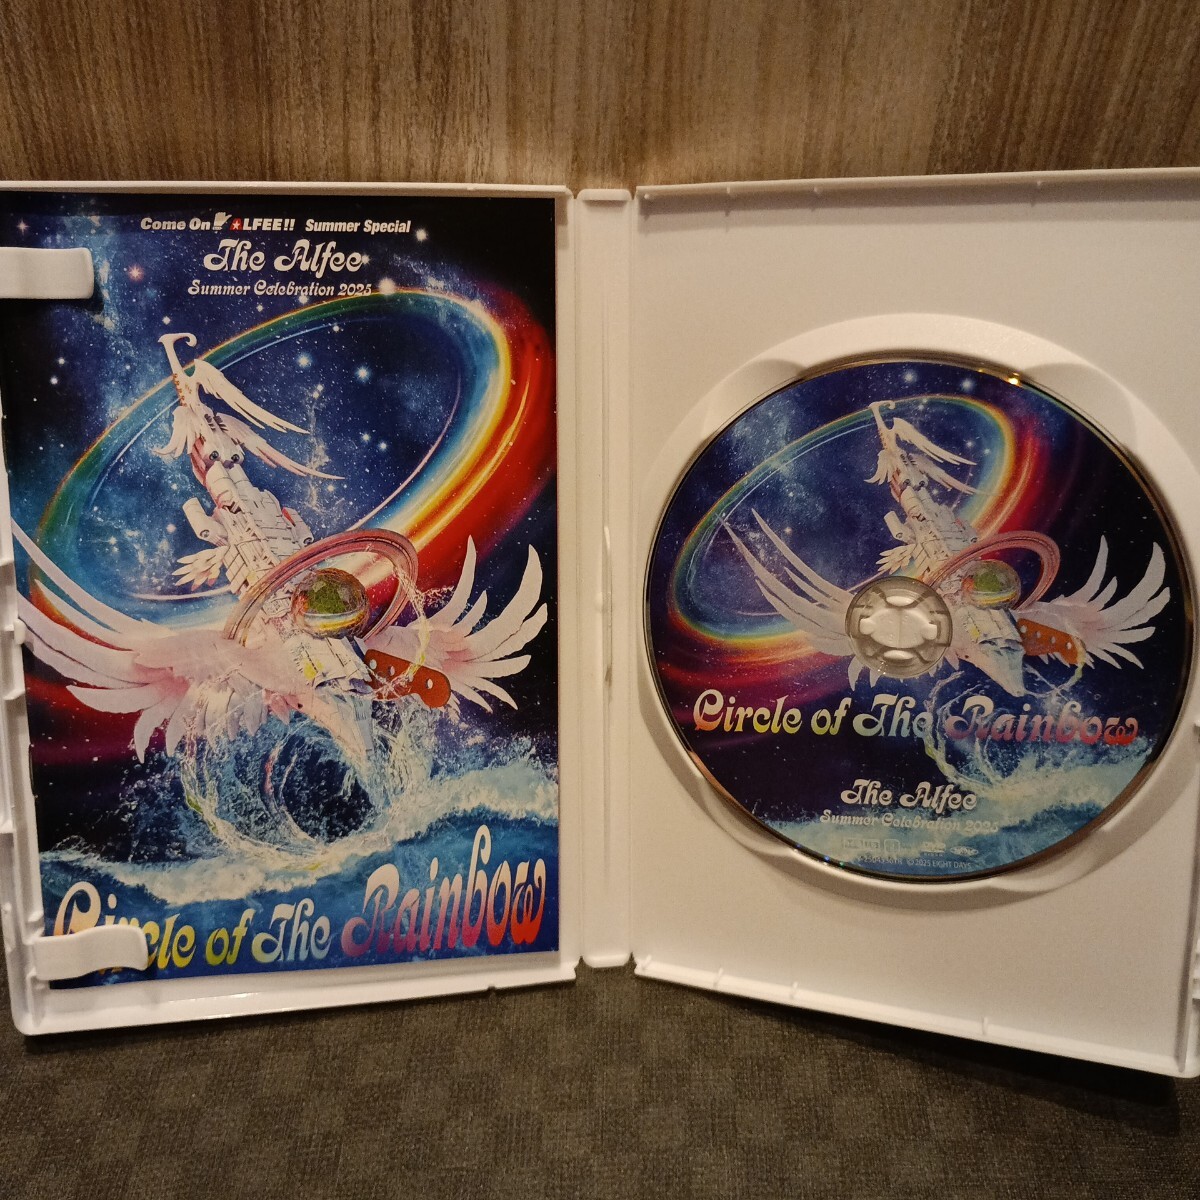 Come On! ★LFEE!! Summer Special
The Alfee
Summer Celebration 2025
Circle of The Rainbow
Circle of The Rainbow
The Alfee
Summer Celebration 2025
©2025 EIGHT DAYS